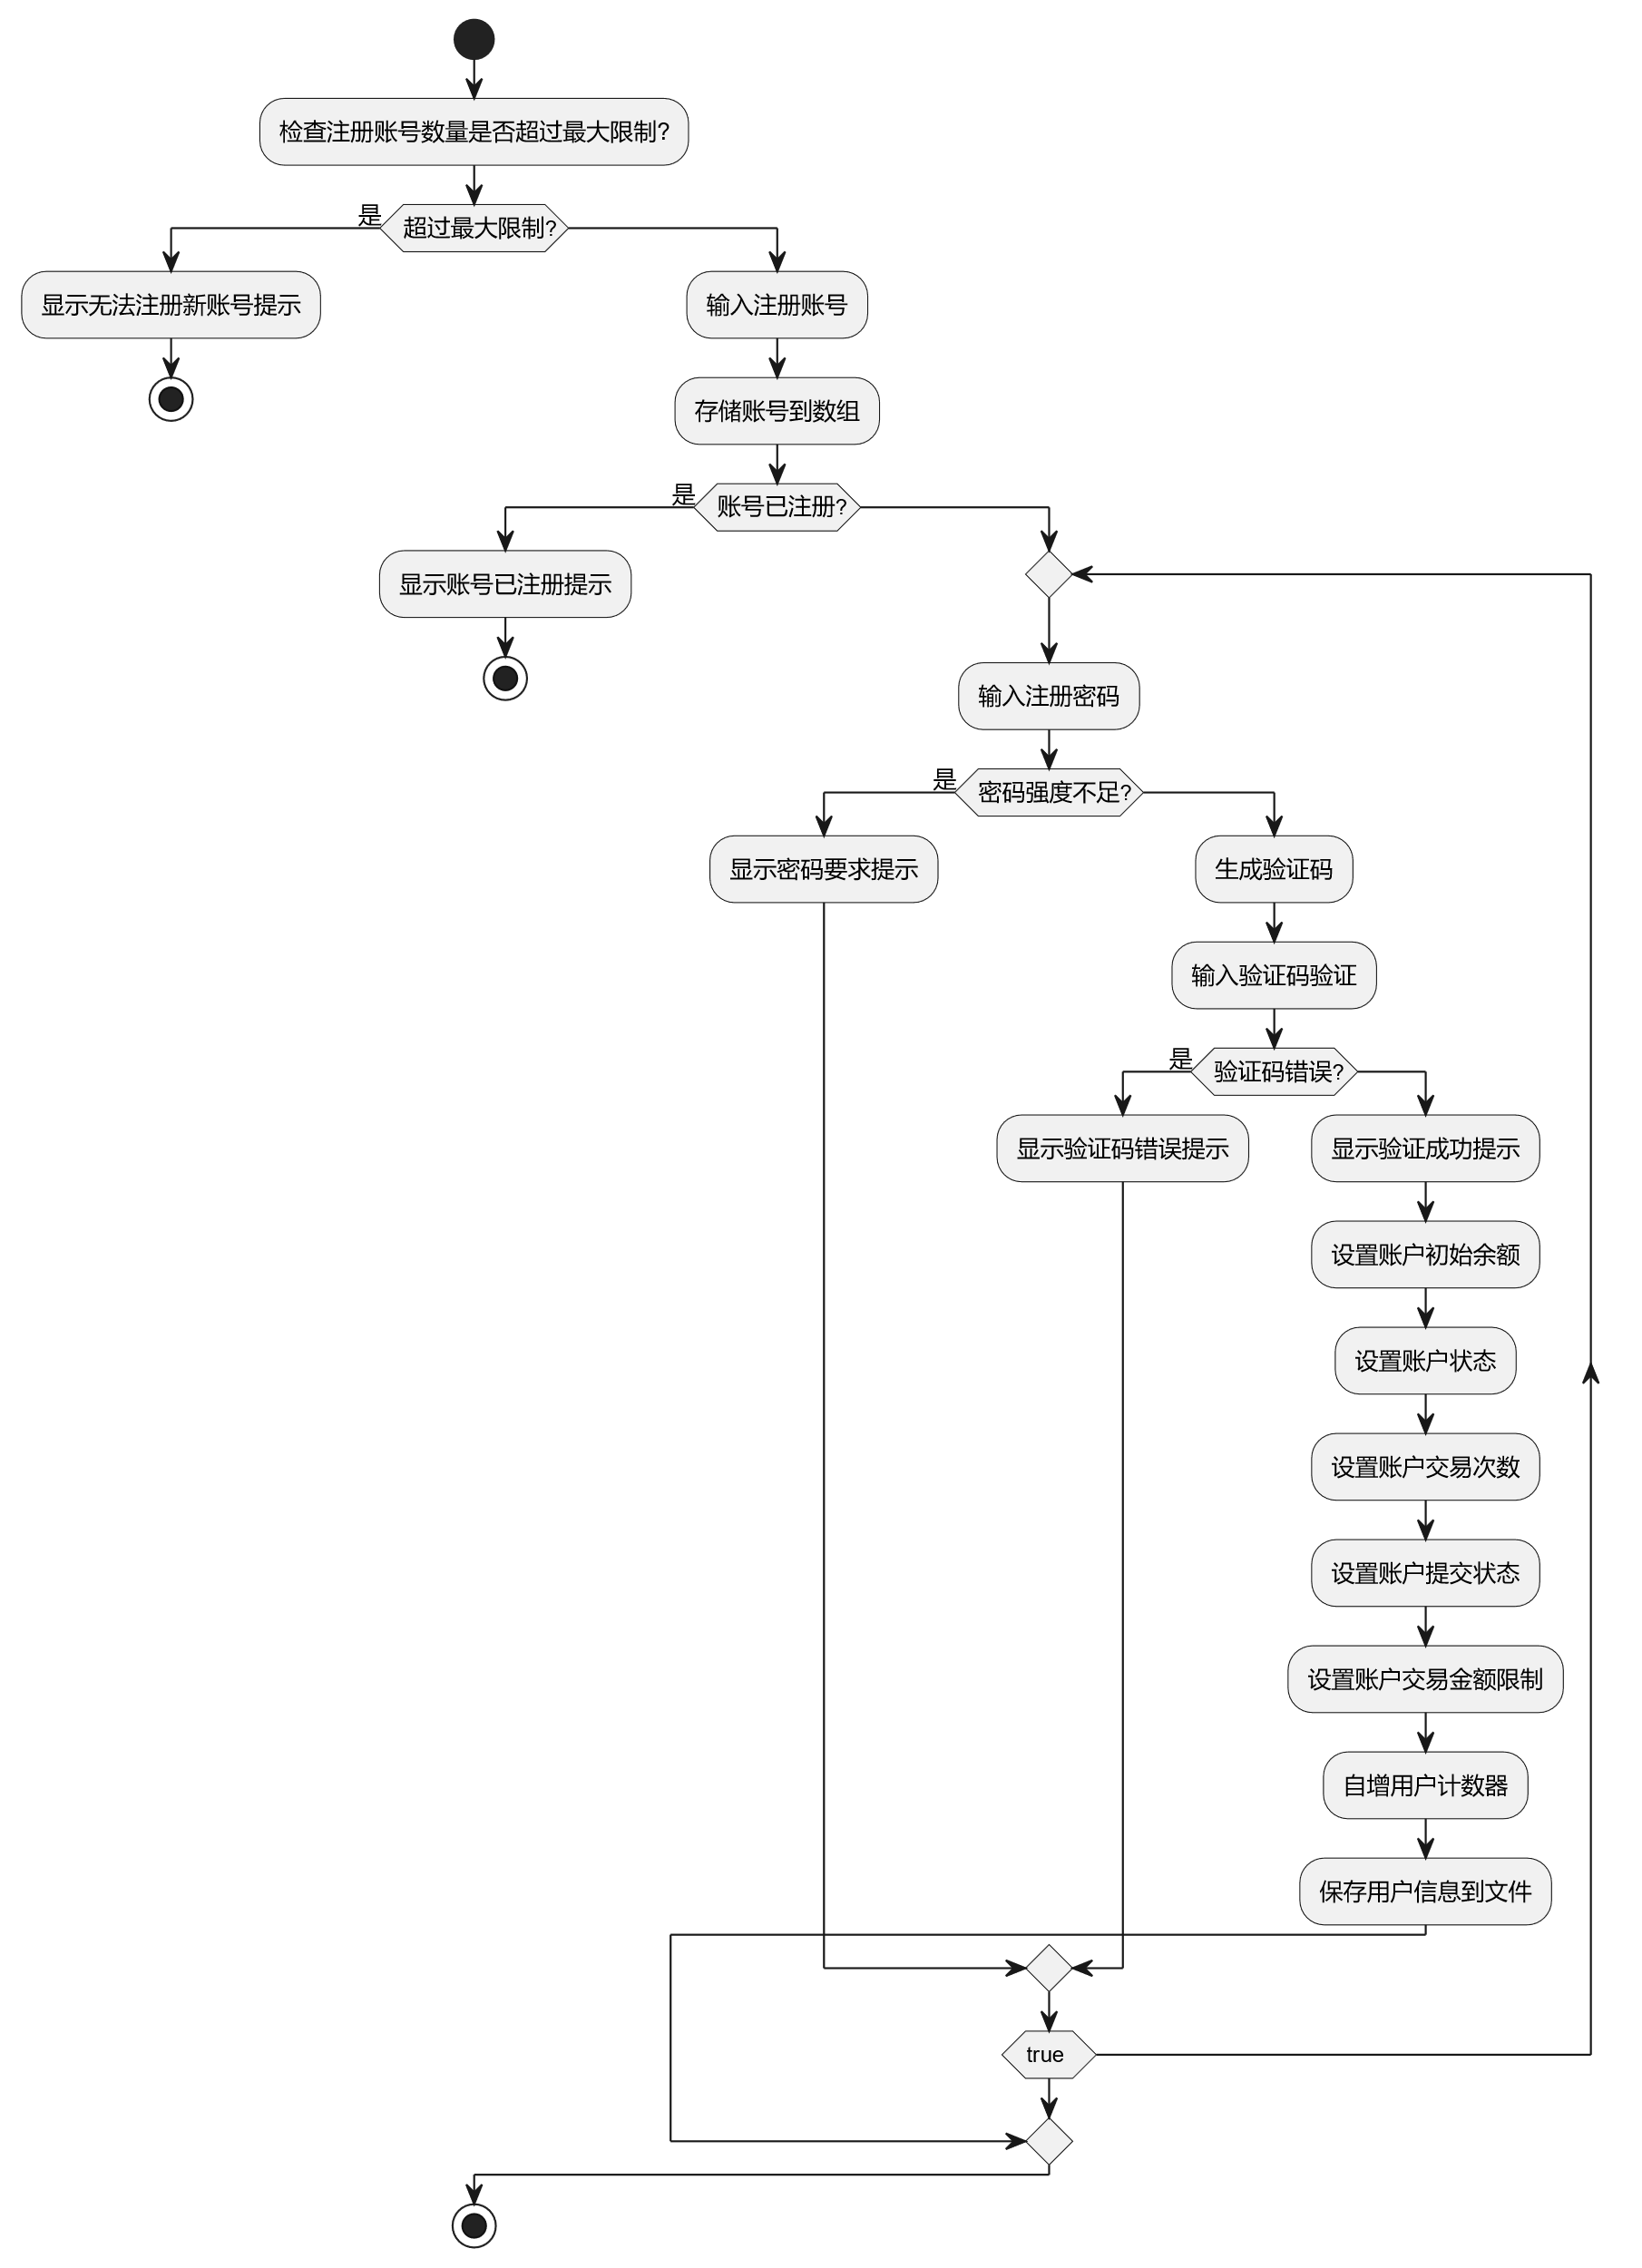 检查注册账号数量是否超过最大限制?
是
超过最大限制?
显示无法注册新账号提示
输入注册账号
存储账号到数组
是
账号已注册?
显示账号已注册提示
输入注册密码
是
密码强度不足?
显示密码要求提示
生成验证码
输入验证码验证
是
验证码错误?
显示验证码错误提示
显示验证成功提示
设置账户初始余额
设置账户状态
设置账户交易次数
设置账户提交状态
设置账户交易金额限制
自增用户计数器
保存用户信息到文件
true